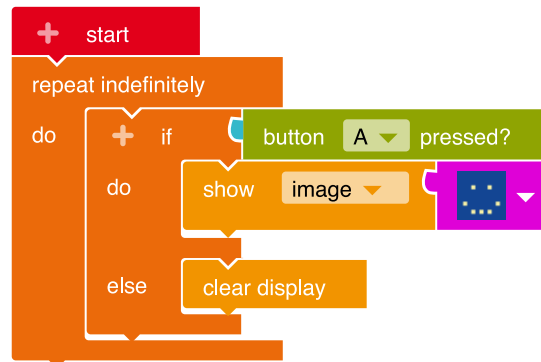 start
repeat indefinitely
do if button A pressed?
do show image
else clear display